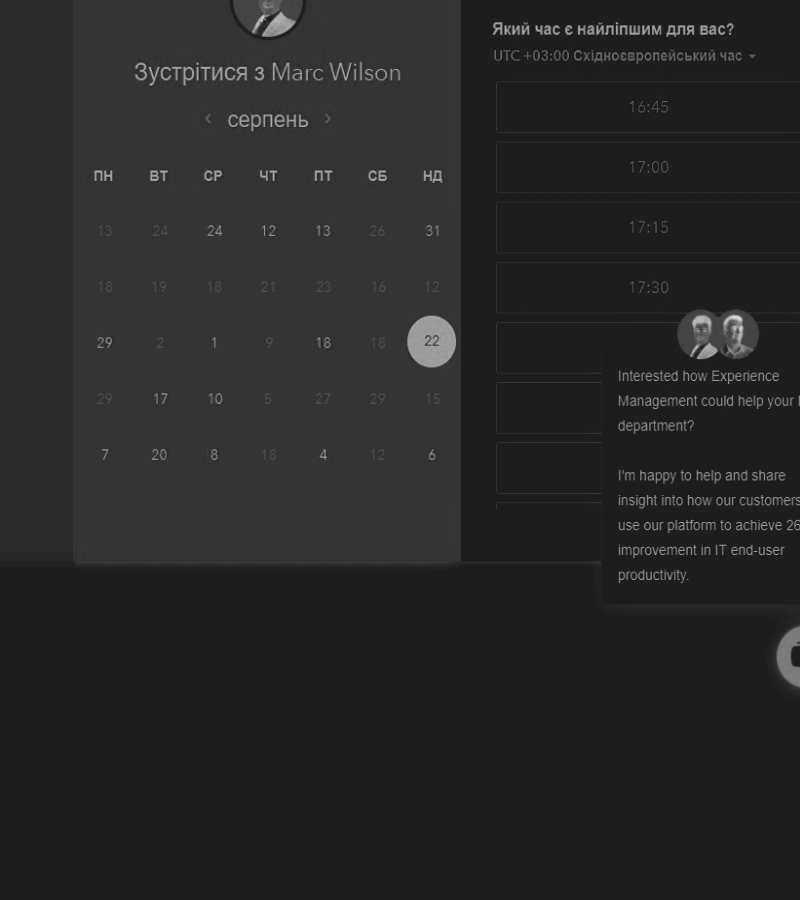 Зустрітися з Marc Wilson
‹ серпень ›
ПН ВТ СР ЧТ ПТ СБ НД
13 24 24 12 13 26 31
18 19 18 21 23 16 12
29 2 1 9 18 18 22
29 17 10 5 27 29 15
7 20 8 18 4 12 6
Який час є найліпшим для вас?
UTC +03:00 Східноєвропейський час
16:45
17:00
17:15
17:30
Interested how Experience
Management could help your
department?
I'm happy to help and share
insight into how our customers
use our platform to achieve 26
improvement in IT end-user
productivity.